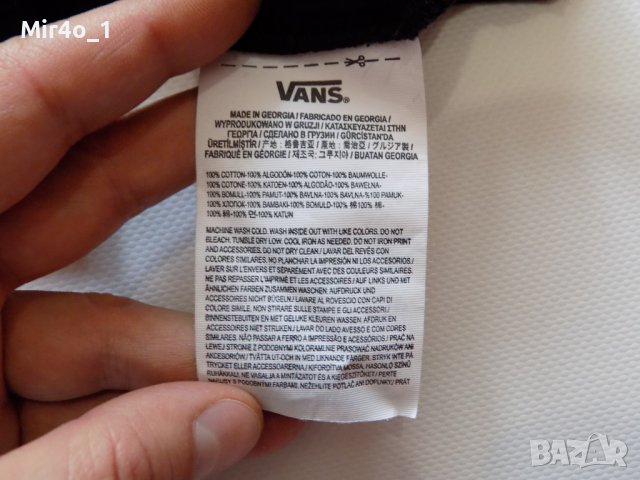 Mir4o_1
VANS®
MADE IN GEORGIA / FABRICADO EN GEORGIA /
WYPRODUKOWANO W GRUZJI / ΚΑΤΑΣΚΕΥΑΖΕΤΑΙ ΣΤΗΝ
ΓΕΩΡΓΙΑ / СДЕЛАНО В ГРУЗИИ / GÜRCİSTAN'DA
ÜRETİLMİŞTİR / 产地:格鲁吉亚 / 產地:喬治亞 / グルジア製 /
FABRIQUÉ EN GÉORGIE / 제조국: 그루지아 / BUATAN GEORGIA
100% COTTON-100% ALGODÓN-100% COTON-100% BAUMWOLLE-
100% COTONE-100% KATOEN-100% ALGODÃO-100% BAWEŁNA-
100% BOMULL-100% PAMUT-100% BAVLNA-100% BAVLNA-%100 PAMUK-
100% ХЛОПОК-100% БАМБАКІ-100% BOMULD-100% 棉 100% 棉-
100% 綿-100% 면-100% KATUN
MACHINE WASH COLD. WASH INSIDE OUT WITH LIKE COLORS. DO NOT
BLEACH. TUMBLE DRY LOW. COOL IRON AS NEEDED. DO NOT IRON PRINT
AND ACCESSORIES. DO NOT DRY CLEAN./ LAVAR DEL REVÉS CON
COLORES SIMILARES. NO PLANCHAR LA IMPRESIÓN NI LOS ACCESORIOS./
LAVER SUR L'ENVERS ET SÉPARÉMENT AVEC DES COULEURS SIMILAIRES.
NE PAS REPASSER L'IMPRIMÉ ET LES ACCESSOIRES./ AUF LINKS UND MIT
ÄHNLICHEN FARBEN ZUSAMMEN WASCHEN. AUFDRUCK UND
ACCESSOIRES NICHT BÜGELN./ LAVARE AL ROVESCIO CON CAPI DI
COLORE SIMILE, NON STIRARE SULLE STAMPE E GLI ACCESSORI./
BINNENSTEBUITEN EN MET GELIJKE KLEUREN WASSEN. AFDRUK EN
ACCESSOIRES NIET STRIJKEN./ LAVAR DO LADO AVESSO E COM CORES
SIMILARES. NÃO PASSAR A FERRO A IMPRESSÃO E ACESSÓRIOS./ PRAĆ NA
LEWEJ STRONIE Z PODOBNYMI KOLORAMI. NIE PRASOWAĆ NADRUKÓW ANI
AKCESORIÓW./ TVÄTTA UT-OCH IN MED LIKNANDE FÄRGER. STRYK INTE PÅ
TRYCKET ELLER ACCESSOARERNA./ KIFORDÍTVA MOSSA, HASONLÓ SZÍNŰ
RUHÁKKAL. NE VASALJA A MINTÁZATOT ÉS A KIEGÉSZÍTŐKET./ PERTE
NARUBY S PODOBNÝMI FARBAMI. NEŽEHLITE POTLAČ ANI DOPLNKY./ PRÁT
BAZAR